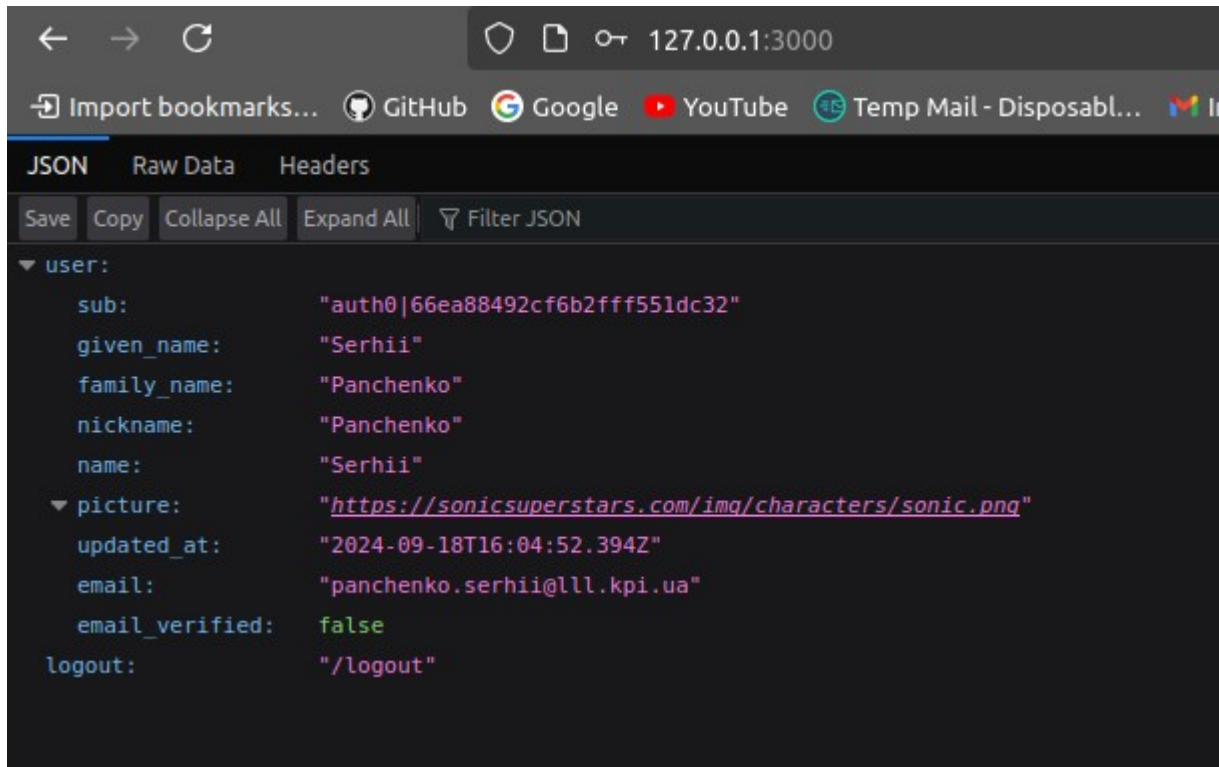 127.0.0.1:3000
Import bookmarks... GitHub Google YouTube Temp Mail - Disposabl...
JSON Raw Data Headers
Save Copy Collapse All Expand All Filter JSON
user:
sub: "auth0|66ea88492cf6b2fff551dc32"
given_name: "Serhii"
family_name: "Panchenko"
nickname: "Panchenko"
name: "Serhii"
picture: "https://sonicsuperstars.com/img/characters/sonic.png"
updated_at: "2024-09-18T16:04:52.394Z"
email: "panchenko.serhii@lll.kpi.ua"
email_verified: false
logout: "/logout"